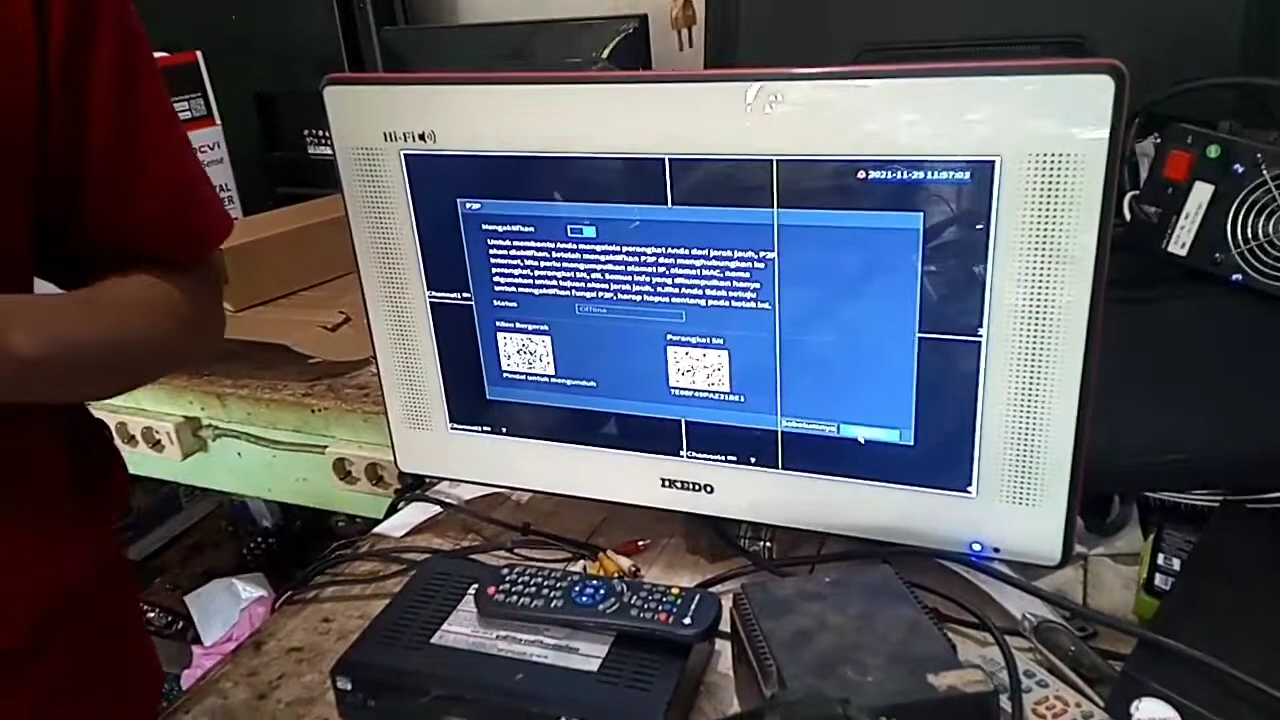 Hi-Fi
2021-11-25 11:57:03
P2P
Mengaktifkan
Untuk membantu Anda mengelola perangkat Anda dari jarak jauh, P2P
akan diaktifkan. Setelah mengaktifkan P2P dan menghubungkan ke
Internet, kita perlu mengumpulkan alamat IP, alamat MAC, nama
perangkat, perangkat SN, dll. Semua info yang dikumpulkan hanya
digunakan untuk tujuan akses jarak jauh. Jika Anda tidak setuju
untuk mengaktifkan fungsi P2P, harap hapus centang pada kotak ini.
Status
Offline
Klien Bergerak
Perangkat SN
Pindai untuk mengunduh
Sebelumnya
IKEDO